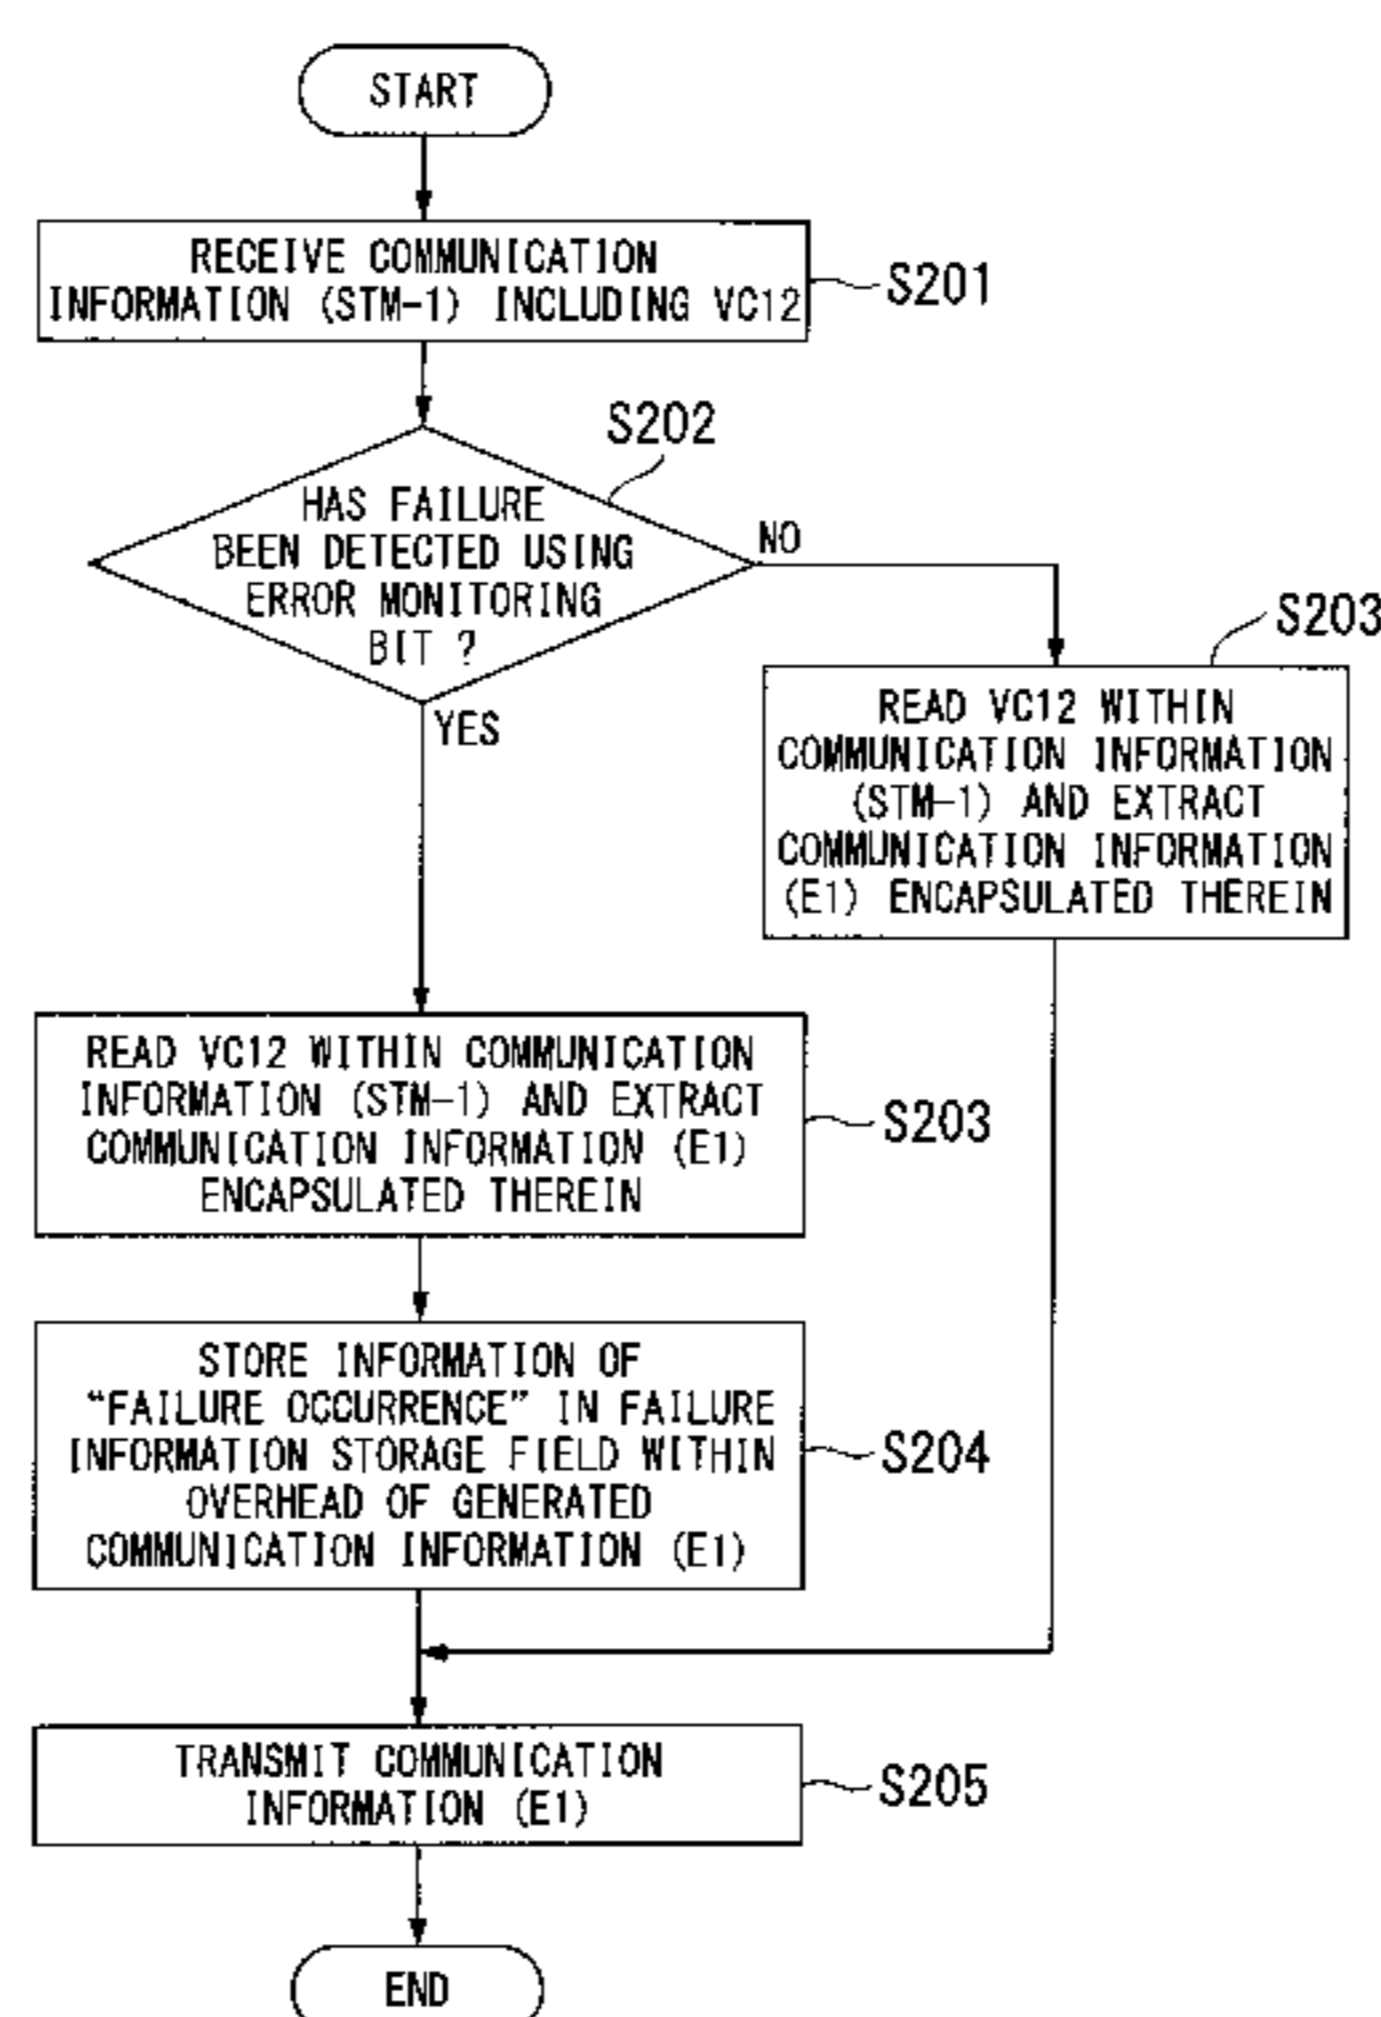 START
RECEIVE COMMUNICATION
INFORMATION (STM-1) INCLUDING VC12
S201
S202
HAS FAILURE
BEEN DETECTED USING
ERROR MONITORING
BIT ?
NO
YES
S203
READ VC12 WITHIN
COMMUNICATION INFORMATION
(STM-1) AND EXTRACT
COMMUNICATION INFORMATION
(E1) ENCAPSULATED THEREIN
READ VC12 WITHIN COMMUNICATION
INFORMATION (STM-1) AND EXTRACT
COMMUNICATION INFORMATION (E1)
ENCAPSULATED THEREIN
S203
STORE INFORMATION OF
“FAILURE OCCURRENCE” IN FAILURE
INFORMATION STORAGE FIELD WITHIN
OVERHEAD OF GENERATED
COMMUNICATION INFORMATION (E1)
S204
TRANSMIT COMMUNICATION
INFORMATION (E1)
S205
END